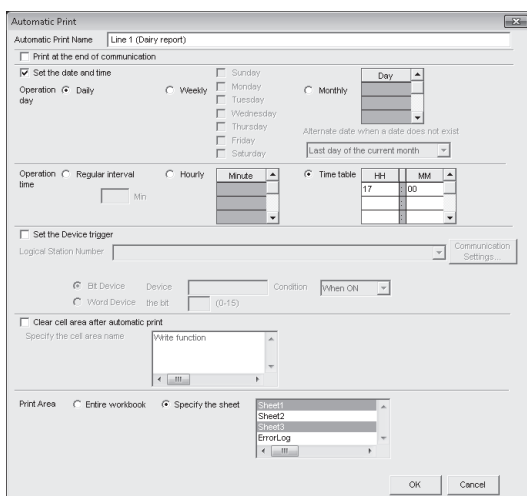 Automatic Print
Automatic Print Name Line 1 (Dairy report)
Print at the end of communication
Set the date and time
Operation day Daily Weekly Sunday Monday Tuesday Wednesday Thursday Friday Saturday Monthly Day
Alternate date when a date does not exist
Last day of the current month
Operation time Regular interval Min Hourly Minute Time table HH MM
17 : 00
:
:
Set the Device trigger
Logical Station Number Communication Settings...
Bit Device Device Condition When ON
Word Device the bit (0-15)
Clear cell area after automatic print
Specify the cell area name Write function
Print Area Entire workbook Specify the sheet Sheet1
Sheet2
Sheet3
ErrorLog
OK Cancel